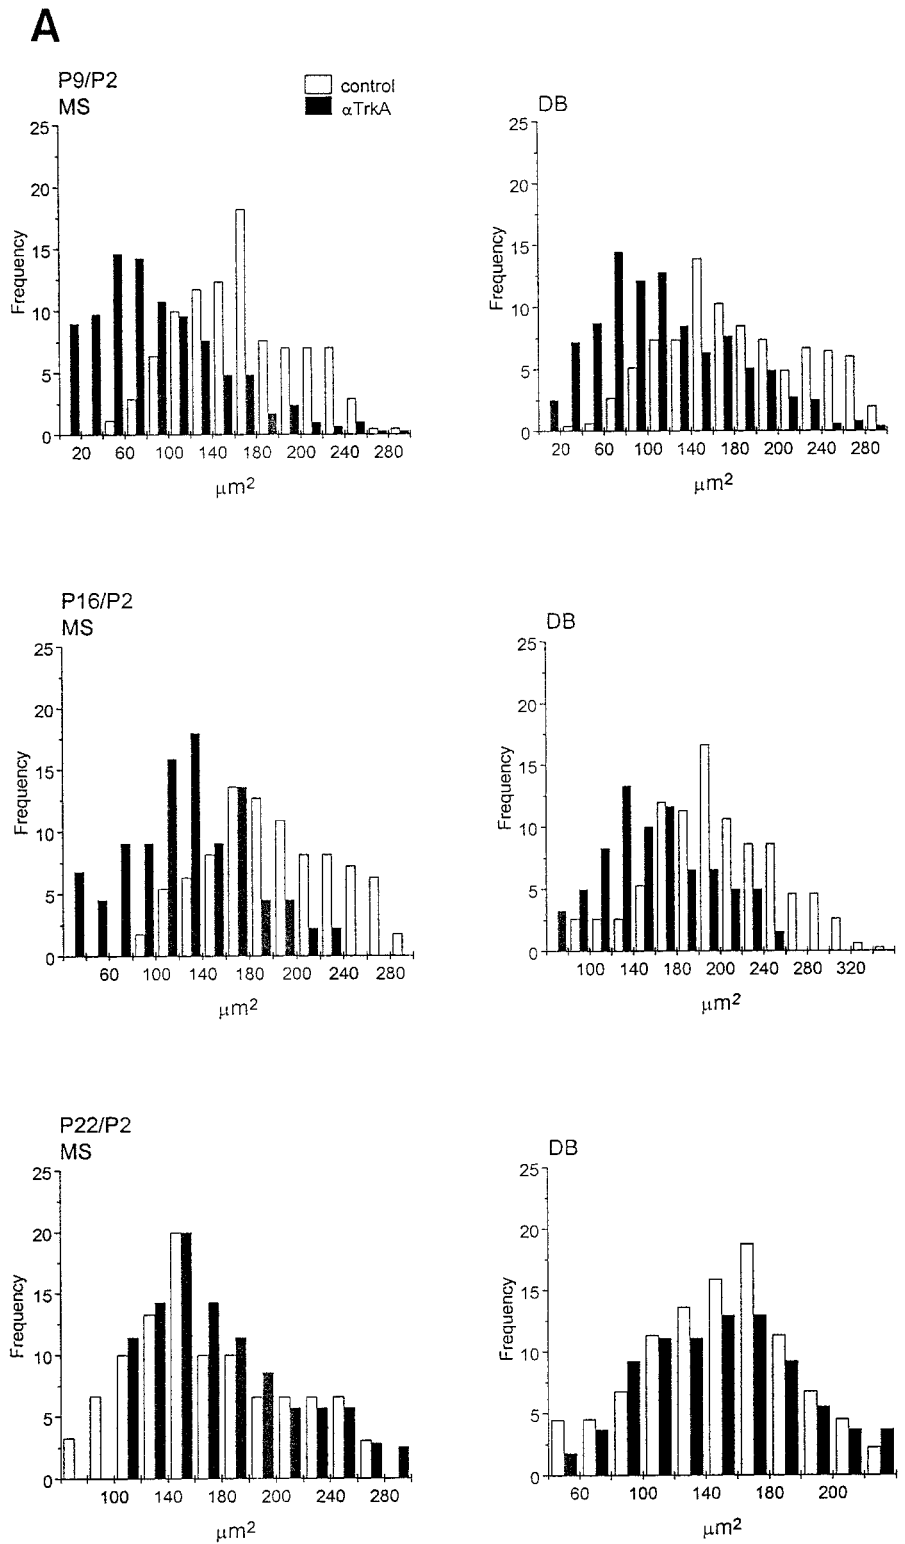 A
P9/P2
MS
control
αTrkA
25
20
15
10
5
0
Frequency
20 60 100 140 180 200 240 280
μm²
DB
25
20
15
10
5
0
Frequency
20 60 100 140 180 200 240 280
μm²
P16/P2
MS
25
20
15
10
5
0
Frequency
60 100 140 180 200 240 280
μm²
DB
25
20
15
10
5
0
Frequency
100 140 180 200 240 280 320
μm²
P22/P2
MS
25
20
15
10
5
0
Frequency
100 140 180 200 240 280
μm²
DB
25
20
15
10
5
0
Frequency
60 100 140 180 200
μm²